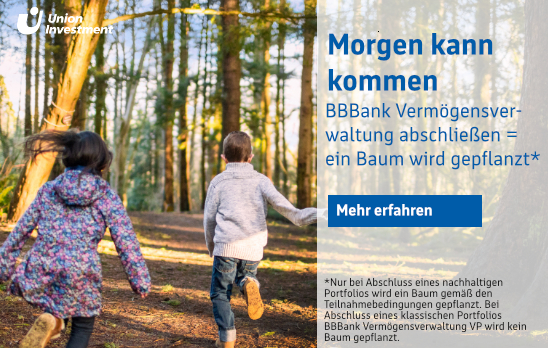 Union
Investment
Morgen kann
kommen
BBBank Vermögensver-
waltung abschließen =
ein Baum wird gepflanzt*
Mehr erfahren
*Nur bei Abschluss eines nachhaltigen
Portfolios wird ein Baum gemäß den
Teilnahmebedingungen gepflanzt. Bei
Abschluss eines klassischen Portfolios
BBBank Vermögensverwaltung VP wird kein
Baum gepflanzt.